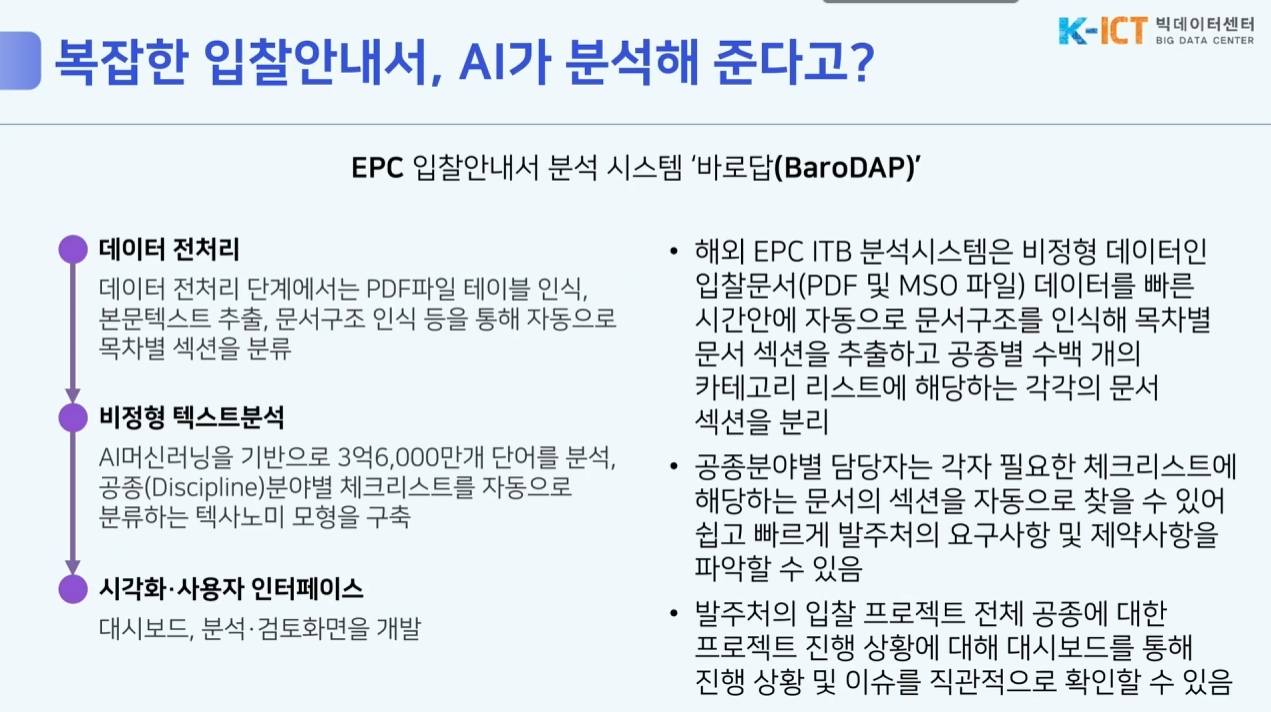 K-ICT 빅데이터센터
BIG DATA CENTER
복잡한 입찰안내서, AI가 분석해 준다고?
EPC 입찰안내서 분석 시스템 ‘바로답(BaroDAP)’
데이터 전처리
데이터 전처리 단계에서는 PDF파일 테이블 인식,
본문텍스트 추출, 문서구조 인식 등을 통해 자동으로
목차별 섹션을 분류
비정형 텍스트분석
AI머신러닝을 기반으로 3억6,000만개 단어를 분석,
공종(Discipline)분야별 체크리스트를 자동으로
분류하는 텍사노미 모형을 구축
시각화·사용자 인터페이스
대시보드, 분석·검토화면을 개발
• 해외 EPC ITB 분석시스템은 비정형 데이터인
입찰문서(PDF 및 MSO 파일) 데이터를 빠른
시간안에 자동으로 문서구조를 인식해 목차별
문서 섹션을 추출하고 공종별 수백 개의
카테고리 리스트에 해당하는 각각의 문서
섹션을 분리
• 공종분야별 담당자는 각자 필요한 체크리스트에
해당하는 문서의 섹션을 자동으로 찾을 수 있어
쉽고 빠르게 발주처의 요구사항 및 제약사항을
파악할 수 있음
• 발주처의 입찰 프로젝트 전체 공종에 대한
프로젝트 진행 상황에 대해 대시보드를 통해
진행 상황 및 이슈를 직관적으로 확인할 수 있음